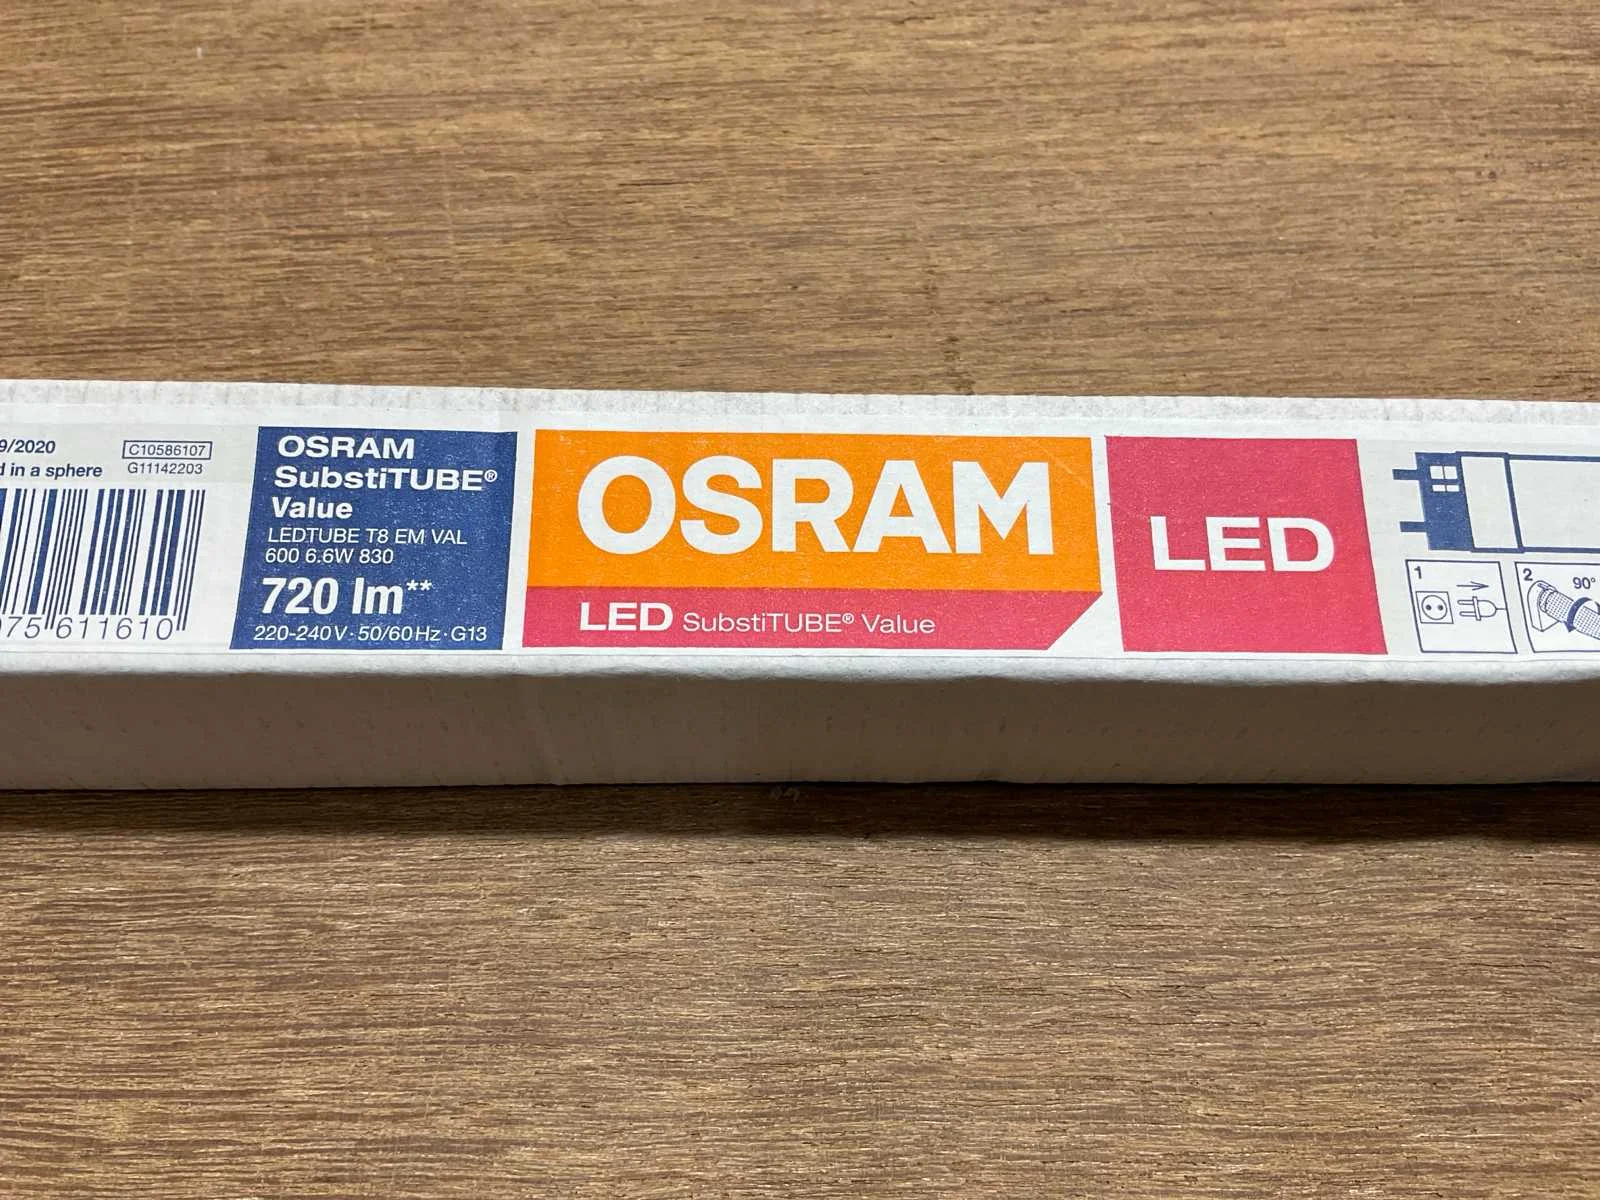 9/2020
d in a sphere
C10586107
G11142203
075 611610
OSRAM
SubstiTUBE®
Value
LEDTUBE T8 EM VAL
600 6.6W 830
720 lm**
220-240V · 50/60Hz · G13
OSRAM
LED SubstiTUBE® Value
LED
1
2
90°